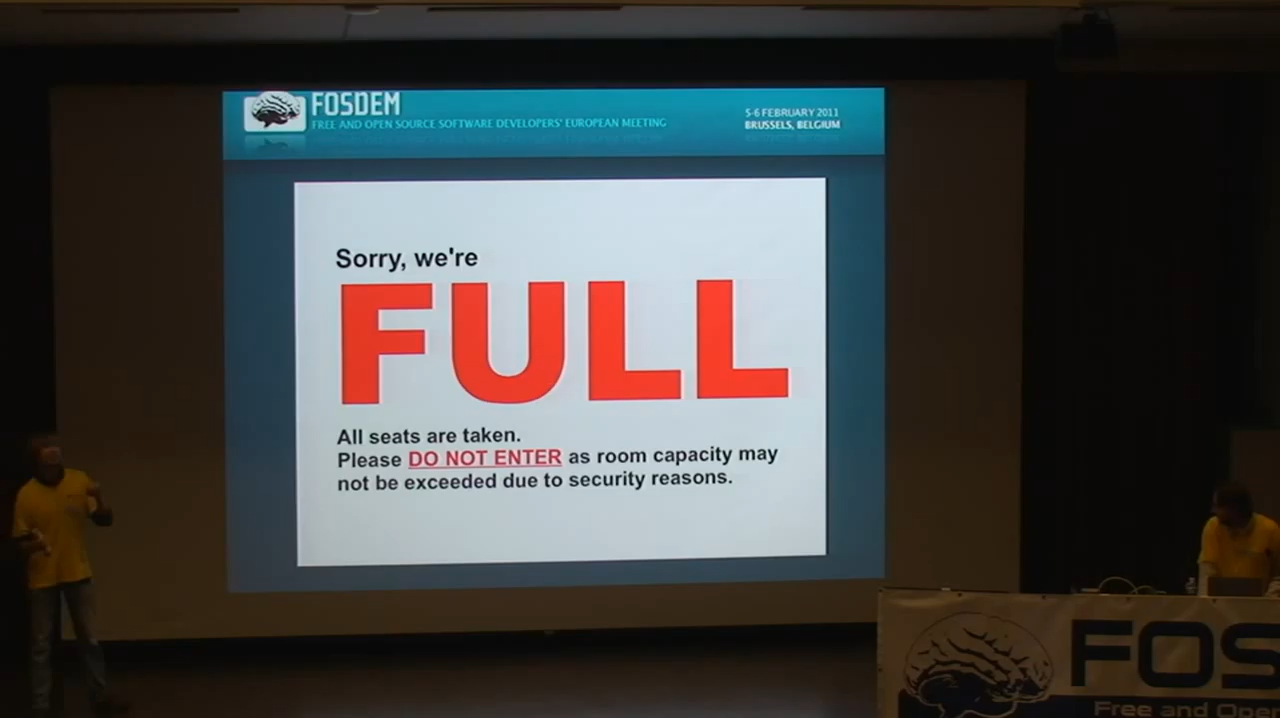 FOSDEM
FREE AND OPEN SOURCE SOFTWARE DEVELOPERS' EUROPEAN MEETING
5-6 FEBRUARY 2011
BRUSSELS, BELGIUM
Sorry, we're
FULL
All seats are taken.
Please DO NOT ENTER as room capacity may
not be exceeded due to security reasons.
FOS
Free and Open